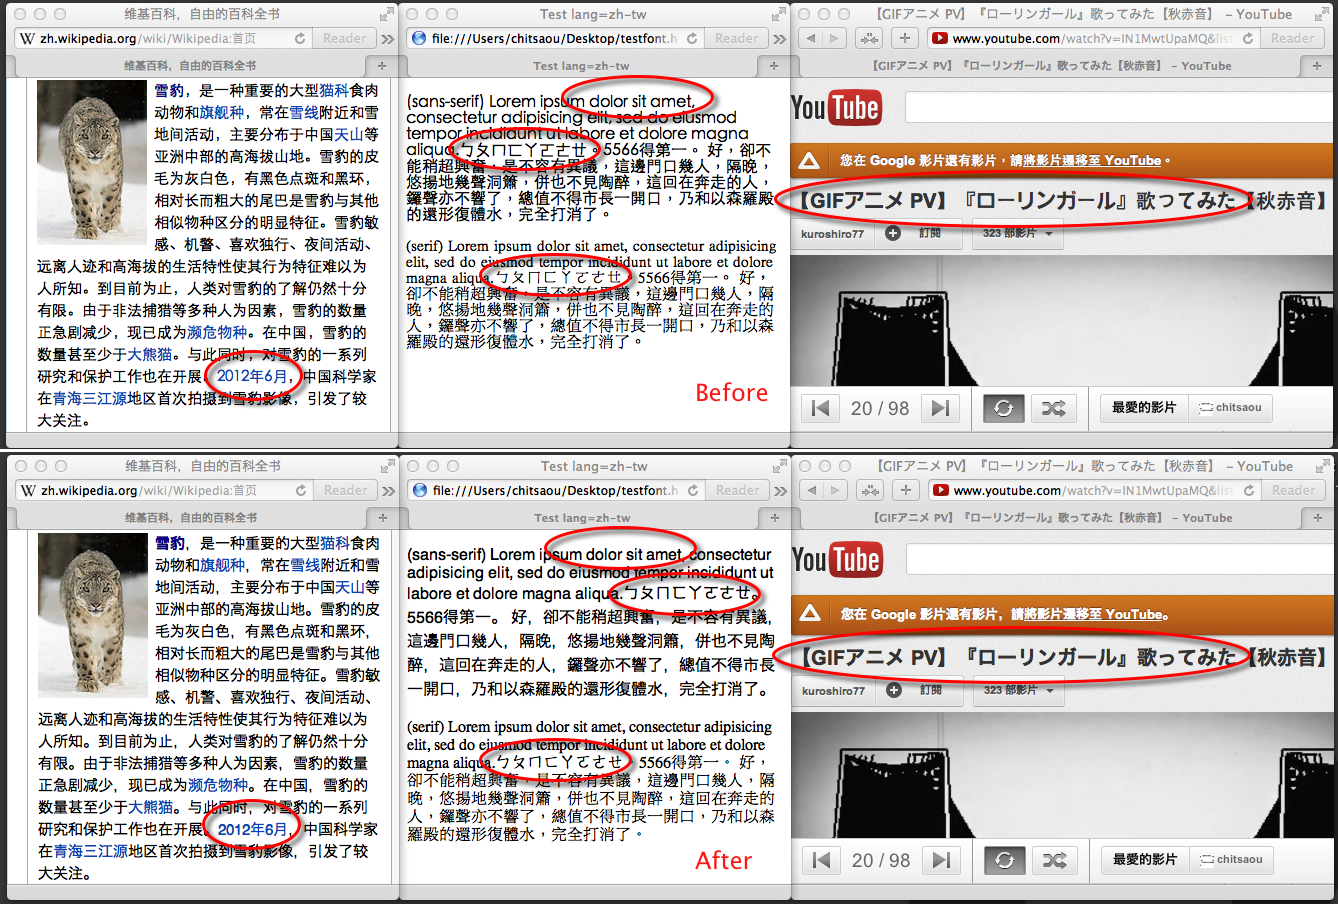 维基百科，自由的百科全书
zh.wikipedia.org/wiki/Wikipedia:首页
Reader
维基百科，自由的百科全书
雪豹，是一种重要的大型猫科食肉
动物和旗舰种，常在雪线附近和雪
地间活动，主要分布于中国天山等
亚洲中部的高海拔山地。雪豹的皮
毛为灰白色，有黑色点斑和黑环，
相对长而粗大的尾巴是雪豹与其他
相似物种区分的明显特征。雪豹敏
感、机警、喜欢独行、夜间活动、
远离人迹和高海拔的生活特性使其行为特征难以为
人所知。到目前为止，人类对雪豹的了解仍然十分
有限。由于非法捕猎等多种人为因素，雪豹的数量
正急剧减少，现已成为濒危物种。在中国，雪豹的
数量甚至少于大熊猫。与此同时，对雪豹的一系列
研究和保护工作也在开展。2012年6月，中国科学家
在青海三江源地区首次拍摄到雪豹影像，引发了较
大关注。
Test lang=zh-tw
file:///Users/chitsaou/Desktop/testfont.h
Reader
Test lang=zh-tw
(sans-serif) Lorem ipsum dolor sit amet,
consectetur adipisicing elit, sed do eiusmod
tempor incididunt ut labore et dolore magna
aliqua.ㄅㄆㄇㄈㄚㄛㄜㄝ。5566得第一。 好，卻不
能稍超興奮，是不容有異議，這邊門口幾人，隔晚，
悠揚地幾聲洞簫，併也不見陶醉，這回在奔走的人，
鑼聲亦不響了，總值不得市長一開口，乃和以森羅殿
的還形復體水，完全打消了。
(serif) Lorem ipsum dolor sit amet, consectetur adipisicing
elit, sed do eiusmod tempor incididunt ut labore et dolore
magna aliqua.ㄅㄆㄇㄈㄚㄛㄜㄝ。5566得第一。 好，
卻不能稍超興奮，是不容有異議，這邊門口幾人，隔
晚，悠揚地幾聲洞簫，併也不見陶醉，這回在奔走的
人，鑼聲亦不響了，總值不得市長一開口，乃和以森
羅殿的還形復體水，完全打消了。
Before
【GIFアニメ PV】『ローリンガール』歌ってみた【秋赤音】 – YouTube
www.youtube.com/watch?v=IN1MwtUpaMQ&list
Reader
【GIFアニメ PV】『ローリンガール』歌ってみた【秋赤音】 – YouTube
YouTube
您在 Google 影片還有影片，請將影片遷移至 YouTube。
【GIFアニメ PV】『ローリンガール』歌ってみた【秋赤音】
kuroshiro77 訂閱 323 部影片
20 / 98 最愛的影片 chitsaou
维基百科，自由的百科全书
zh.wikipedia.org/wiki/Wikipedia:首页
Reader
维基百科，自由的百科全书
雪豹，是一种重要的大型猫科食肉
动物和旗舰种，常在雪线附近和雪
地间活动，主要分布于中国天山等
亚洲中部的高海拔山地。雪豹的皮
毛为灰白色，有黑色点斑和黑环，
相对长而粗大的尾巴是雪豹与其他
相似物种区分的明显特征。雪豹敏
感、机警、喜欢独行、夜间活动、
远离人迹和高海拔的生活特性使其行为特征难以为
人所知。到目前为止，人类对雪豹的了解仍然十分
有限。由于非法捕猎等多种人为因素，雪豹的数量
正急剧减少，现已成为濒危物种。在中国，雪豹的
数量甚至少于大熊猫。与此同时，对雪豹的一系列
研究和保护工作也在开展。2012年6月，中国科学家
在青海三江源地区首次拍摄到雪豹影像，引发了较
大关注。
Test lang=zh-tw
file:///Users/chitsaou/Desktop/testfont.h
Reader
Test lang=zh-tw
(sans-serif) Lorem ipsum dolor sit amet, consectetur
adipisicing elit, sed do eiusmod tempor incididunt ut
labore et dolore magna aliqua.ㄅㄆㄇㄈㄚㄛㄜㄝ。
5566得第一。 好，卻不能稍超興奮，是不容有異議，
這邊門口幾人，隔晚，悠揚地幾聲洞簫，併也不見陶
醉，這回在奔走的人，鑼聲亦不響了，總值不得市長
一開口，乃和以森羅殿的還形復體水，完全打消了。
(serif) Lorem ipsum dolor sit amet, consectetur adipisicing
elit, sed do eiusmod tempor incididunt ut labore et dolore
magna aliqua.ㄅㄆㄇㄈㄚㄛㄜㄝ。5566得第一。 好，
卻不能稍超興奮，是不容有異議，這邊門口幾人，隔
晚，悠揚地幾聲洞簫，併也不見陶醉，這回在奔走的
人，鑼聲亦不響了，總值不得市長一開口，乃和以森
羅殿的還形復體水，完全打消了。
After
【GIFアニメ PV】『ローリンガール』歌ってみた【秋赤音】 – YouTube
www.youtube.com/watch?v=IN1MwtUpaMQ&list
Reader
【GIFアニメ PV】『ローリンガール』歌ってみた【秋赤音】 – YouTube
YouTube
您在 Google 影片還有影片，請將影片遷移至 YouTube。
【GIFアニメ PV】『ローリンガール』歌ってみた【秋赤音】
kuroshiro77 訂閱 323 部影片
20 / 98 最愛的影片 chitsaou